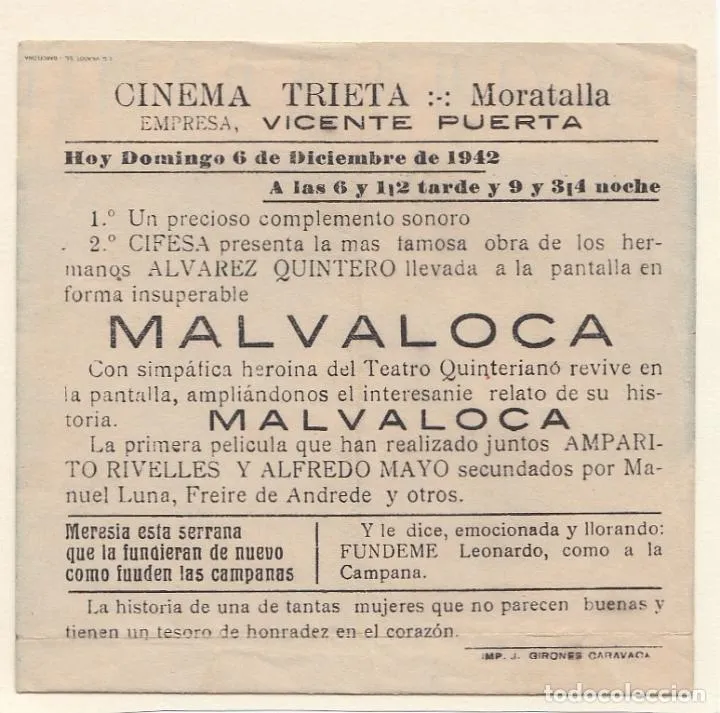 I.G. VILADOT SL. - BARCELONA
CINEMA TRIETA :-: Moratalla
EMPRESA, VICENTE PUERTA
Hoy Domingo 6 de Diciembre de 1942
A las 6 y 1¡2 tarde y 9 y 3¡4 noche
1.º Un precioso complemento sonoro
2.º CIFESA presenta la mas famosa obra de los her-
manos ALVAREZ QUINTERO llevada a la pantalla en
forma insuperable
MALVALOCA
Con simpática heroina del Teatro Quinterianó revive en
la pantalla, ampliándonos el interesanie relato de su his-
toria. MALVALOCA
La primera pelicula que han realizado juntos AMPARI-
TO RIVELLES Y ALFREDO MAYO secundados por Ma-
nuel Luna, Freire de Andrede y otros.
Meresia esta serrana
que la fundieran de nuevo
como fuuden las campanas
Y le dice, emocionada y llorando:
FUNDEME Leonardo, como a la
Campana.
La historia de una de tantas mujeres que no parecen buenas y
tienen un tesoro de honradez en el corazón.
IMP. J. GIRONES CARAVACA
todocoleccion